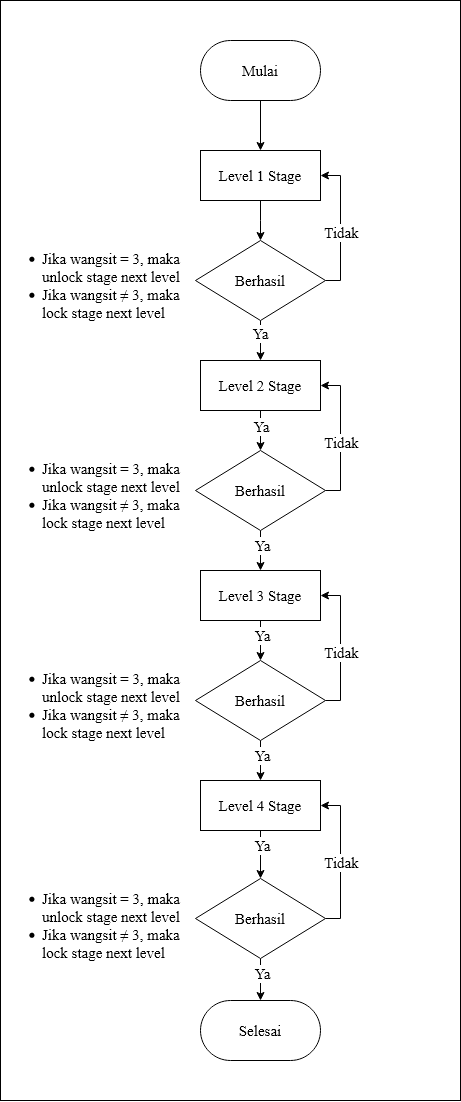 Mulai
Level 1 Stage
Tidak
• Jika wangsit = 3, maka
unlock stage next level
• Jika wangsit ≠ 3, maka
lock stage next level
Berhasil
Ya
Level 2 Stage
Ya
Tidak
• Jika wangsit = 3, maka
unlock stage next level
• Jika wangsit ≠ 3, maka
lock stage next level
Berhasil
Ya
Level 3 Stage
Ya
Tidak
• Jika wangsit = 3, maka
unlock stage next level
• Jika wangsit ≠ 3, maka
lock stage next level
Berhasil
Ya
Level 4 Stage
Ya
Tidak
• Jika wangsit = 3, maka
unlock stage next level
• Jika wangsit ≠ 3, maka
lock stage next level
Berhasil
Ya
Selesai